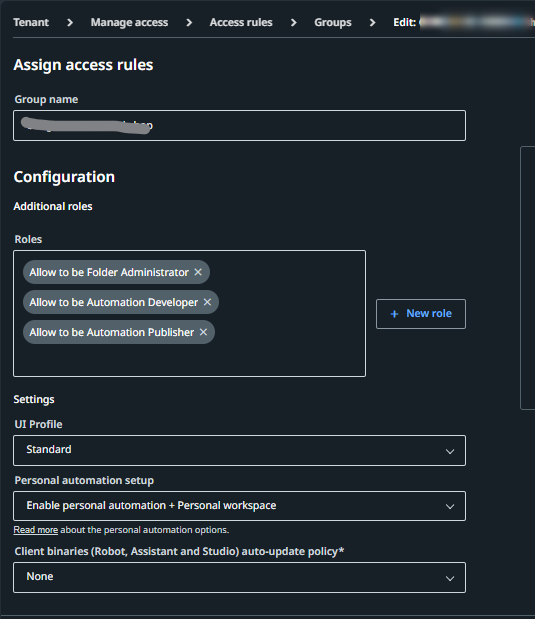 Tenant > Manage access > Access rules > Groups > Edit:
Assign access rules
Group name
Configuration
Additional roles
Roles
Allow to be Folder Administrator ×
Allow to be Automation Developer ×
Allow to be Automation Publisher ×
+ New role
Settings
UI Profile
Standard
Personal automation setup
Enable personal automation + Personal workspace
Read more about the personal automation options.
Client binaries (Robot, Assistant and Studio) auto-update policy*
None